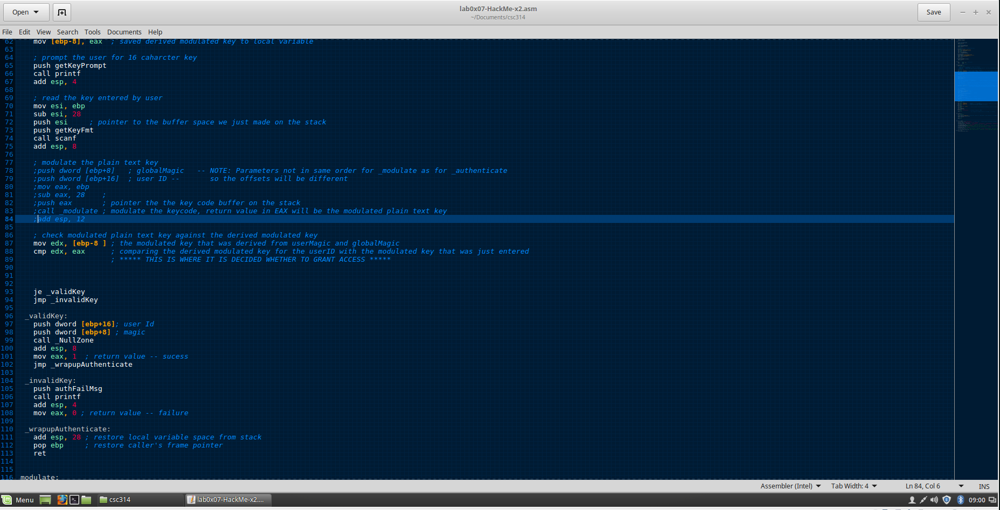 Open
lab0x07-HackMe-x2.asm
~/Documents/csc314
Save
File Edit View Search Tools Documents Help
62 mov [ebp-8], eax ; saved derived modulated key to local variable
63
64 ; prompt the user for 16 caharcter key
65 push getKeyPrompt
66 call printf
67 add esp, 4
68
69 ; read the key entered by user
70 mov esi, ebp
71 sub esi, 28
72 push esi ; pointer to the buffer space we just made on the stack
73 push getKeyFmt
74 call scanf
75 add esp, 8
76
77 ; modulate the plain text key
78 ;push dword [ebp+8] ; globalMagic -- NOTE: Parameters not in same order for _modulate as for _authenticate
79 ;push dword [ebp+16] ; user ID -- so the offsets will be different
80 ;mov eax, ebp
81 ;sub eax, 28 ;
82 ;push eax ; pointer the the key code buffer on the stack
83 ;call _modulate ; modulate the keycode, return value in EAX will be the modulated plain text key
84 ;add esp, 12
85
86 ; check modulated plain text key against the derived modulated key
87 mov edx, [ebp-8 ] ; the modulated key that was derived from userMagic and globalMagic
88 cmp edx, eax ; comparing the derived modulated key for the userID with the modulated key that was just entered
89 ; ***** THIS IS WHERE IT IS DECIDED WHETHER TO GRANT ACCESS *****
90
91
92
93 je _validKey
94 jmp _invalidKey
95
96 _validKey:
97 push dword [ebp+16]; user Id
98 push dword [ebp+8] ; magic
99 call _NullZone
100 add esp, 8
101 mov eax, 1 ; return value -- sucess
102 jmp _wrapupAuthenticate
103
104 _invalidKey:
105 push authFailMsg
106 call printf
107 add esp, 4
108 mov eax, 0 ; return value -- failure
109
110 _wrapupAuthenticate:
111 add esp, 28 ; restore local variable space from stack
112 pop ebp ; restore caller's frame pointer
113 ret
114
115
116 modulate:
Assembler (Intel) Tab Width: 4 Ln 84, Col 6 INS
Menu csc314 lab0x07-HackMe-x2.... 09:00